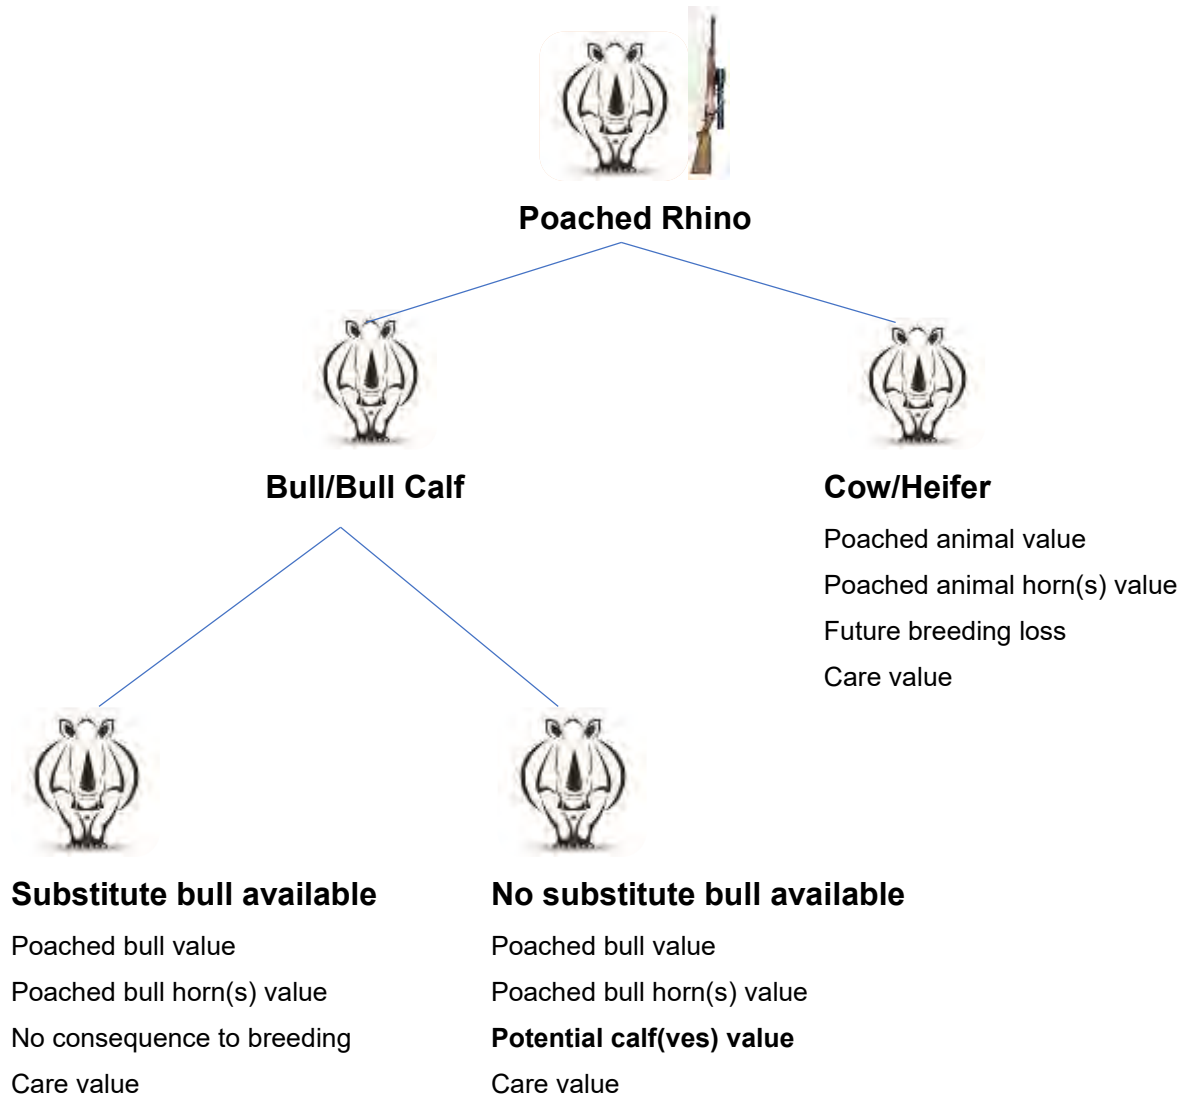 Poached Rhino
Bull/Bull Calf
Cow/Heifer
Poached animal value
Poached animal horn(s) value
Future breeding loss
Care value
Substitute bull available
Poached bull value
Poached bull horn(s) value
No consequence to breeding
Care value
No substitute bull available
Poached bull value
Poached bull horn(s) value
Potential calf(ves) value
Care value